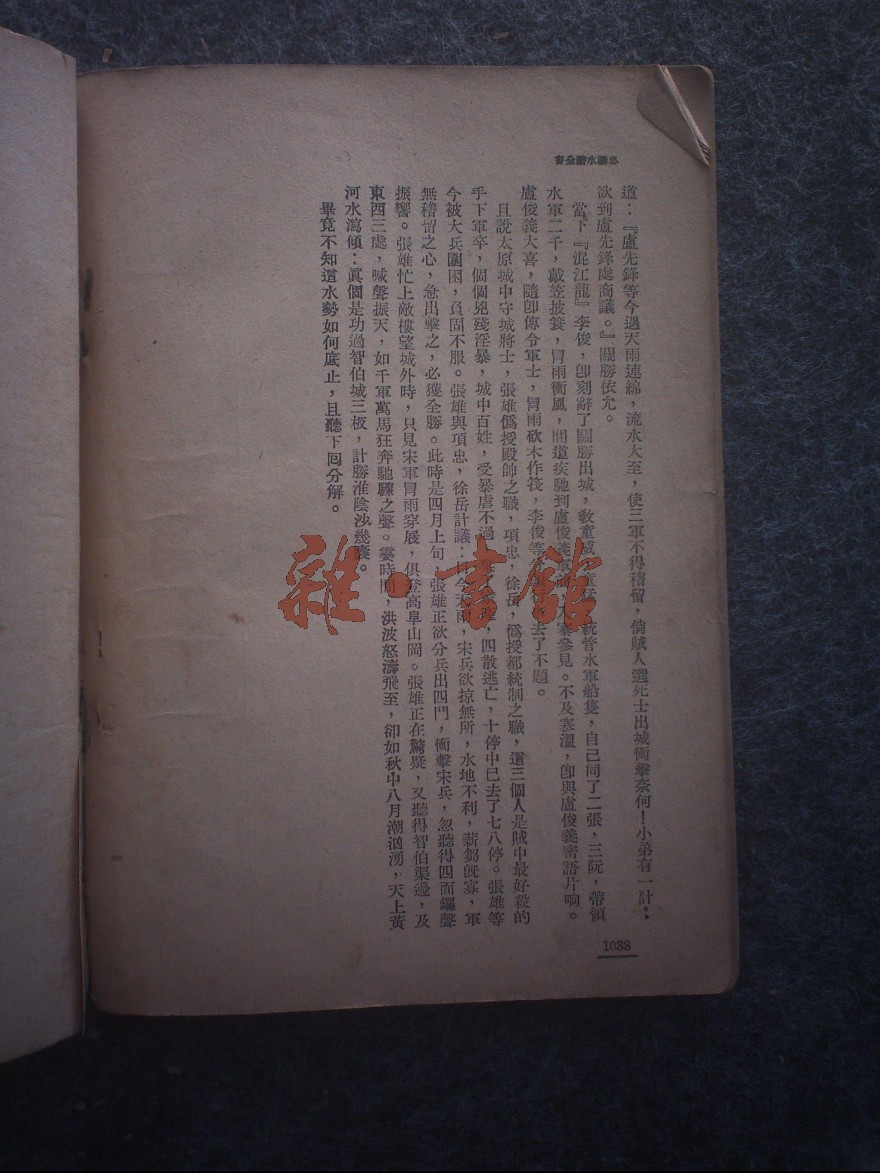 忠義水滸全書
道：『盧先鋒等今遇天雨連綿，流水大至，使三軍不得稽留，倘賊人選死士出城衝擊奈何！小弟有一計：
欲到盧先鋒處商議。』關勝依允。
當下『混江龍』李俊，卽刻辭了關勝出城，敎童威，童猛，統管水軍船隻，自己同了二張，三阮，帶領
水軍二千，戴笠披簑，冒雨衝風，間道疾馳到盧俊義軍前，大寨參見。不及寒溫，卽與盧俊義密語片晌。
盧俊義大喜，隨卽傳令軍士，冒雨砍木作筏，李俊等去了不題。
且說太原城中守城將士，張雄僞授殿帥之職，項忠，徐岳，僞授都統制之職，這三個人是賊中最好殺的
手下軍卒，個個兇殘淫暴，城中百姓，受暴虐不過，四散逃亡，十停中已去了七八停。張雄等
今被大兵圍困，負固不服。張雄與項忠，徐岳計議：目今天雨，宋兵欲掠無所，水地不利，薪芻旣寡，軍
無稽留之心，急出擊之，必獲全勝。此時是四月上旬，張雄正欲分兵出四門，衝擊宋兵，忽聽得四面鑼聲
振響。張雄忙上敵樓望城外時，只見宋軍冒雨穿屐，俱登高阜山岡。張雄正在驚疑，又聽得智伯渠邊，及
東西三處，喊聲振天，如千軍萬馬狂奔馳驟之聲。霎時間，洪波怒濤飛至，卻如秋中八月潮洶湧，天上黃
河水瀉傾：眞個是功過智伯城三板，計勝淮陰沙幾囊。
畢竟不知道水勢如何底止，且聽下回分解。
1038
雜·書館